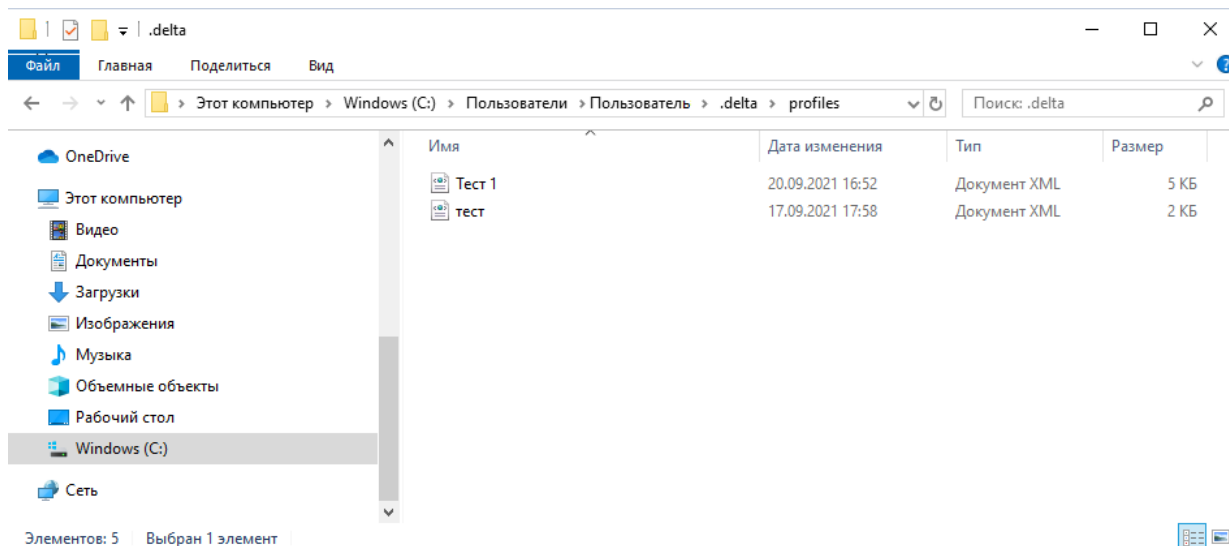 .delta
Файл Главная Поделиться Вид
Этот компьютер › Windows (C:) › Пользователи › Пользователь › .delta › profiles Поиск: .delta
Имя Дата изменения Тип Размер
OneDrive
Этот компьютер
Видео
Документы
Загрузки
Изображения
Музыка
Объемные объекты
Рабочий стол
Windows (C:)
Сеть
Тест 1 20.09.2021 16:52 Документ XML 5 КБ
тест 17.09.2021 17:58 Документ XML 2 КБ
Элементов: 5 Выбран 1 элемент